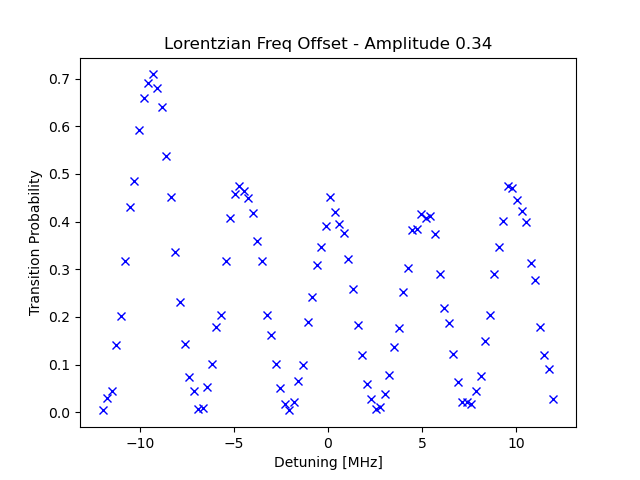 Lorentzian Freq Offset - Amplitude 0.34
Transition Probability
0.7
0.6
0.5
0.4
0.3
0.2
0.1
0.0
−10 −5 0 5 10
Detuning [MHz]